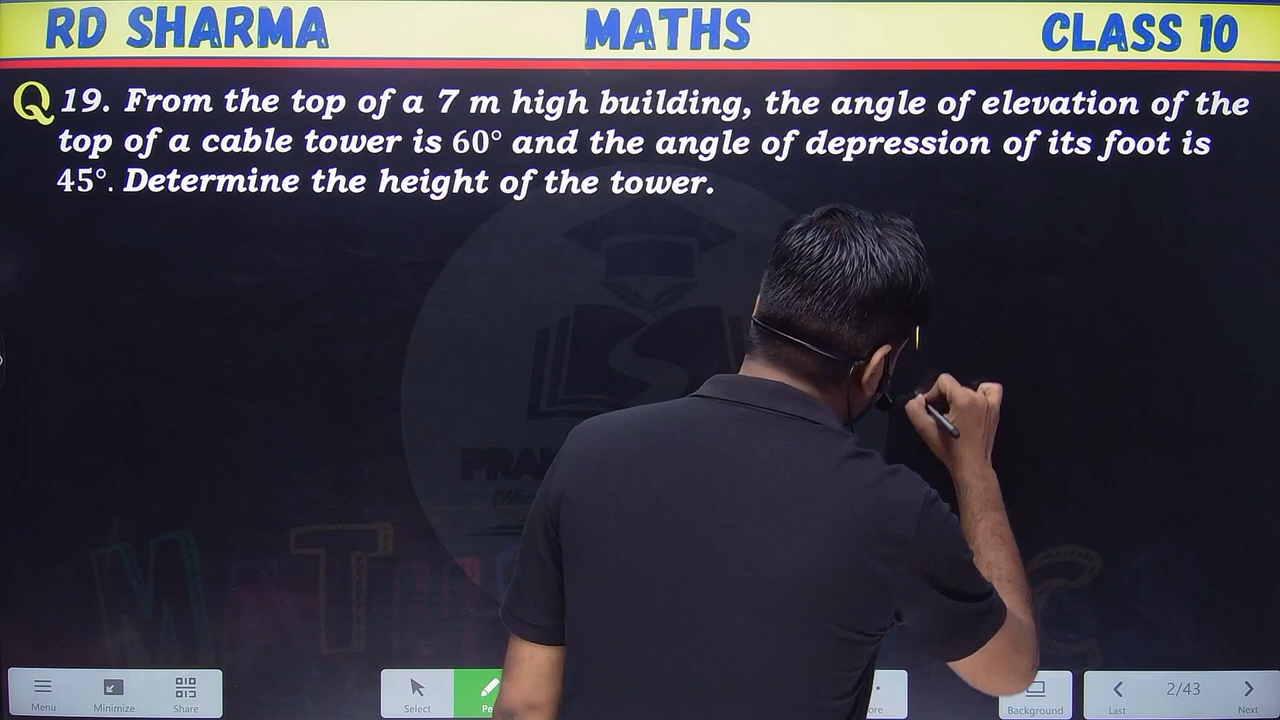 RD SHARMA MATHS CLASS 10
Q 19. From the top of a 7 m high building, the angle of elevation of the
top of a cable tower is 60° and the angle of depression of its foot is
45°. Determine the height of the tower.
Menu Minimize Share Select Background Last 2/43 Next